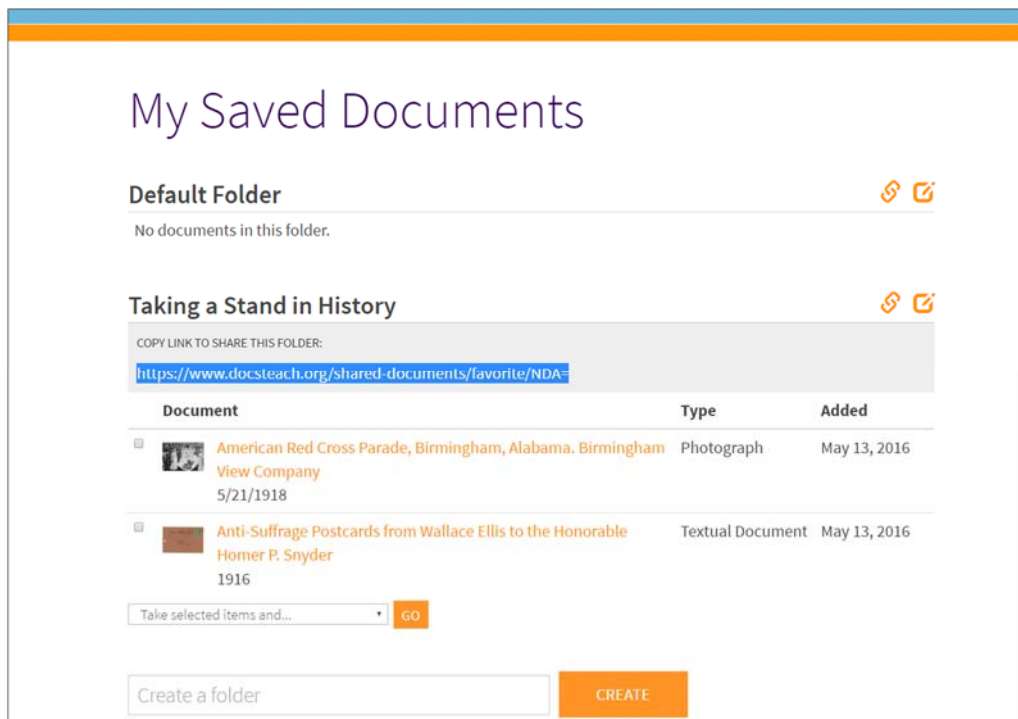 My Saved Documents
Default Folder
No documents in this folder.
Taking a Stand in History
COPY LINK TO SHARE THIS FOLDER:
https://www.docsteach.org/shared-documents/favorite/NDA=
Document Type Added
American Red Cross Parade, Birmingham, Alabama. Birmingham Photograph May 13, 2016
View Company
5/21/1918
Anti-Suffrage Postcards from Wallace Ellis to the Honorable Textual Document May 13, 2016
Homer P. Snyder
1916
Take selected items and... GO
Create a folder CREATE